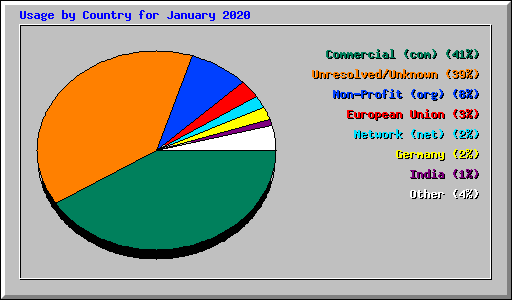 Usage by Country for January 2020
Commercial (com) (41%)
Unresolved/Unknown (39%)
Non-Profit (org) (8%)
European Union (3%)
Network (net) (2%)
Germany (2%)
India (1%)
Other (4%)